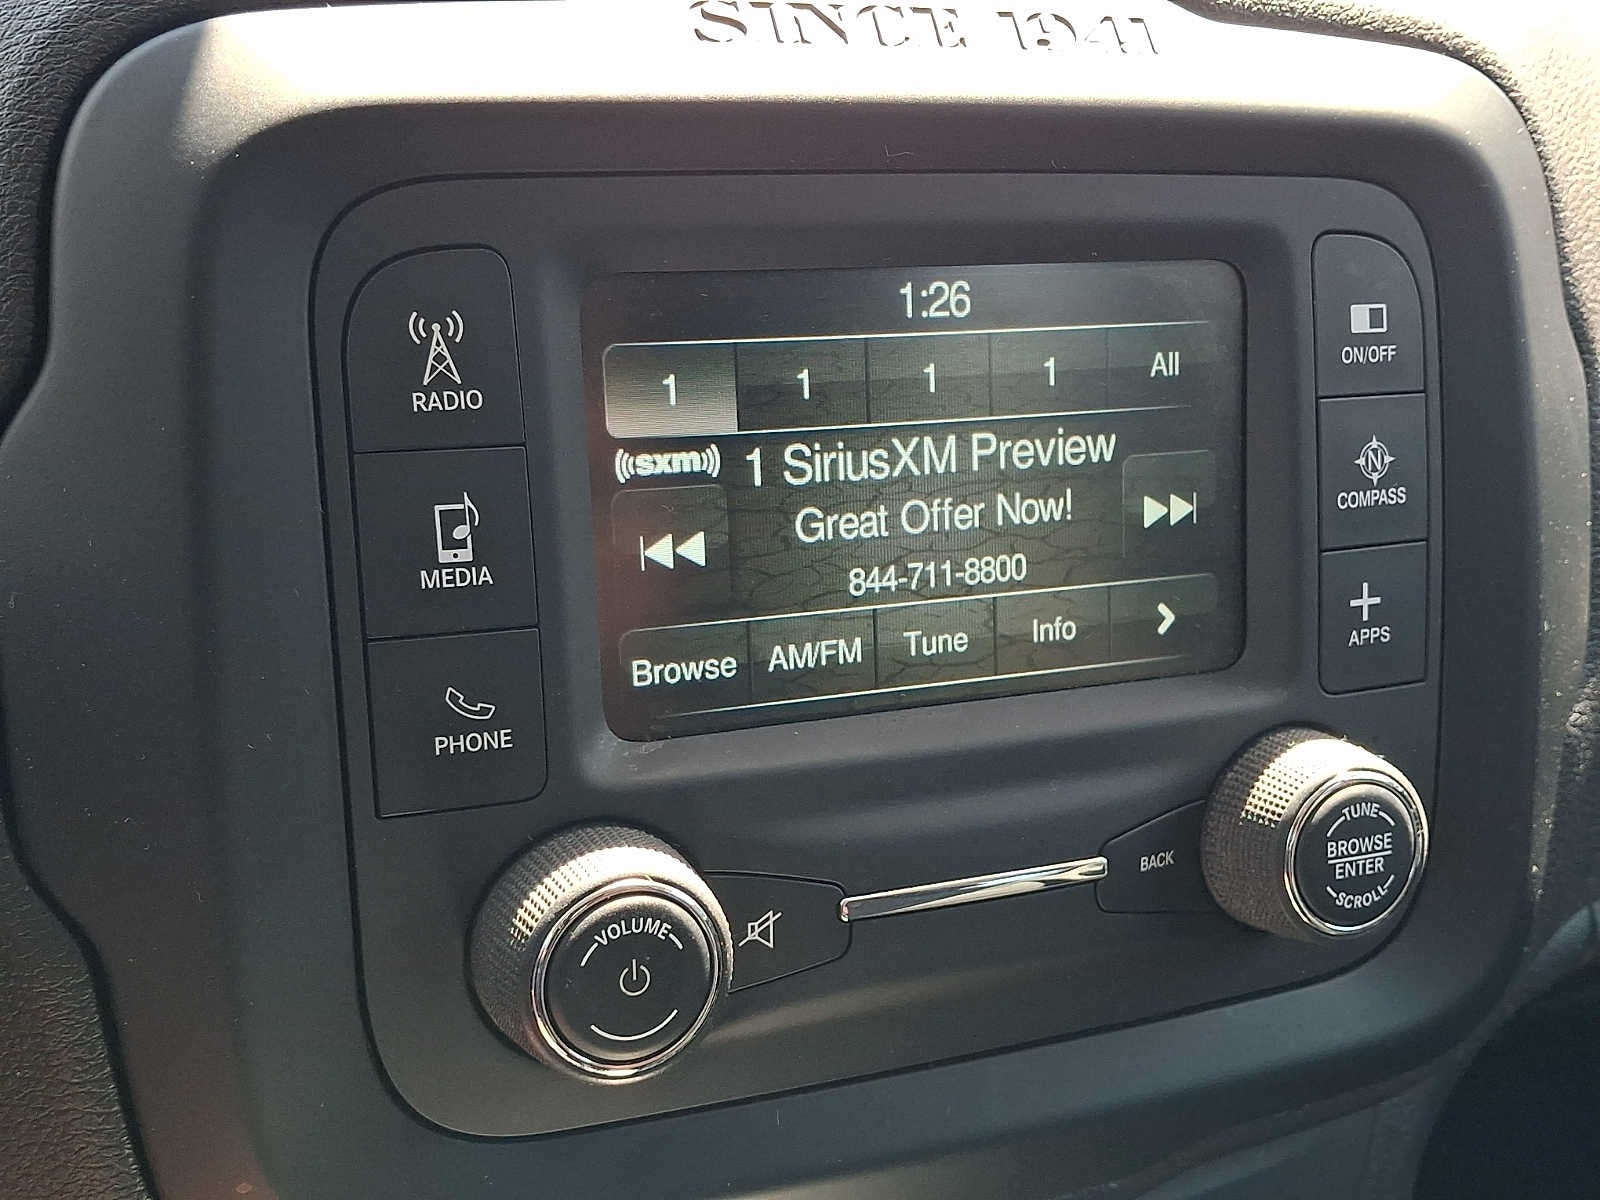 SINCE 1941
1:26
1 1 1 1 All
((sxm)) 1 SiriusXM Preview
Great Offer Now!
844-711-8800
Browse AM/FM Tune Info
RADIO
MEDIA
PHONE
ON/OFF
N
COMPASS
APPS
VOLUME
BACK
TUNE
BROWSE
ENTER
SCROLL